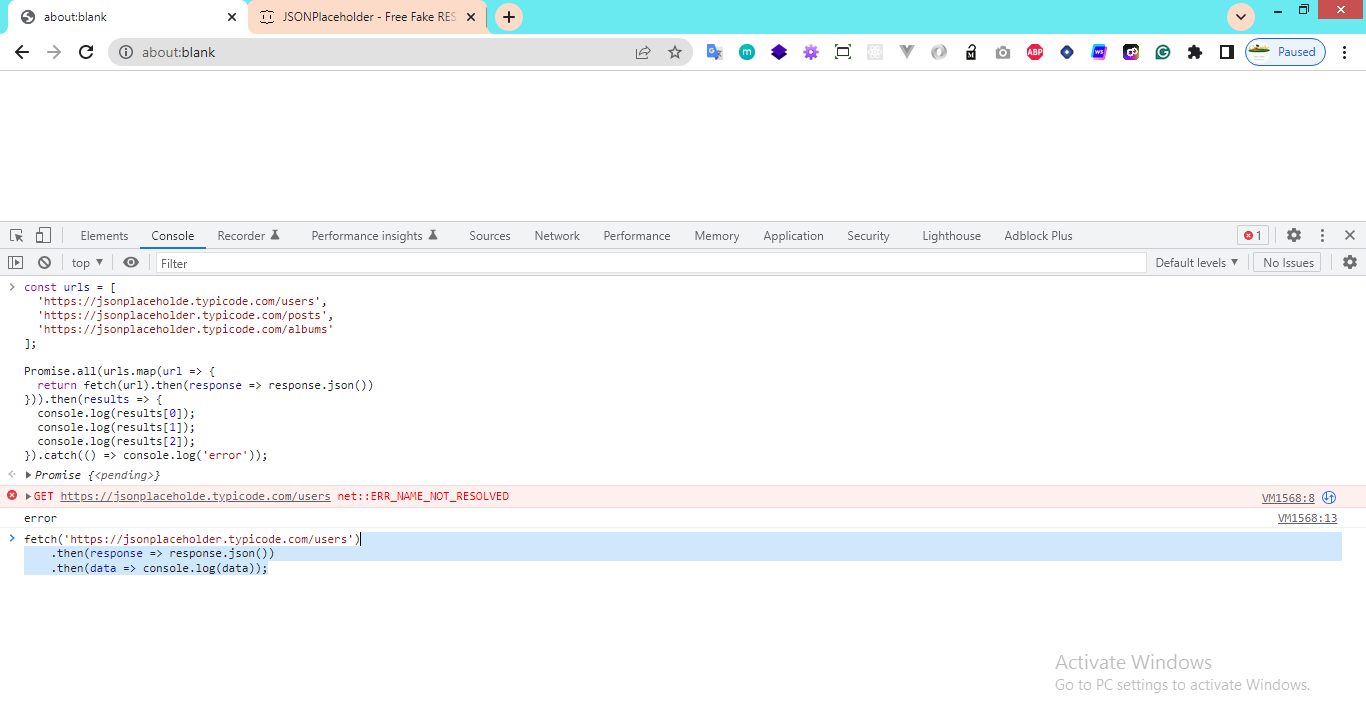 about:blank
JSONPlaceholder - Free Fake RES
about:blank
m
ABP
WS
G
Paused
Elements Console Recorder Performance insights Sources Network Performance Memory Application Security Lighthouse Adblock Plus 1
top Filter Default levels No Issues
const urls = [
'https://jsonplaceholde.typicode.com/users',
'https://jsonplaceholder.typicode.com/posts',
'https://jsonplaceholder.typicode.com/albums'
];
Promise.all(urls.map(url => {
return fetch(url).then(response => response.json())
})).then(results => {
console.log(results[0]);
console.log(results[1]);
console.log(results[2]);
}).catch(() => console.log('error'));
Promise {<pending>}
GET https://jsonplaceholde.typicode.com/users net::ERR_NAME_NOT_RESOLVED VM1568:8
error VM1568:13
fetch('https://jsonplaceholder.typicode.com/users')
.then(response => response.json())
.then(data => console.log(data));
Activate Windows
Go to PC settings to activate Windows.